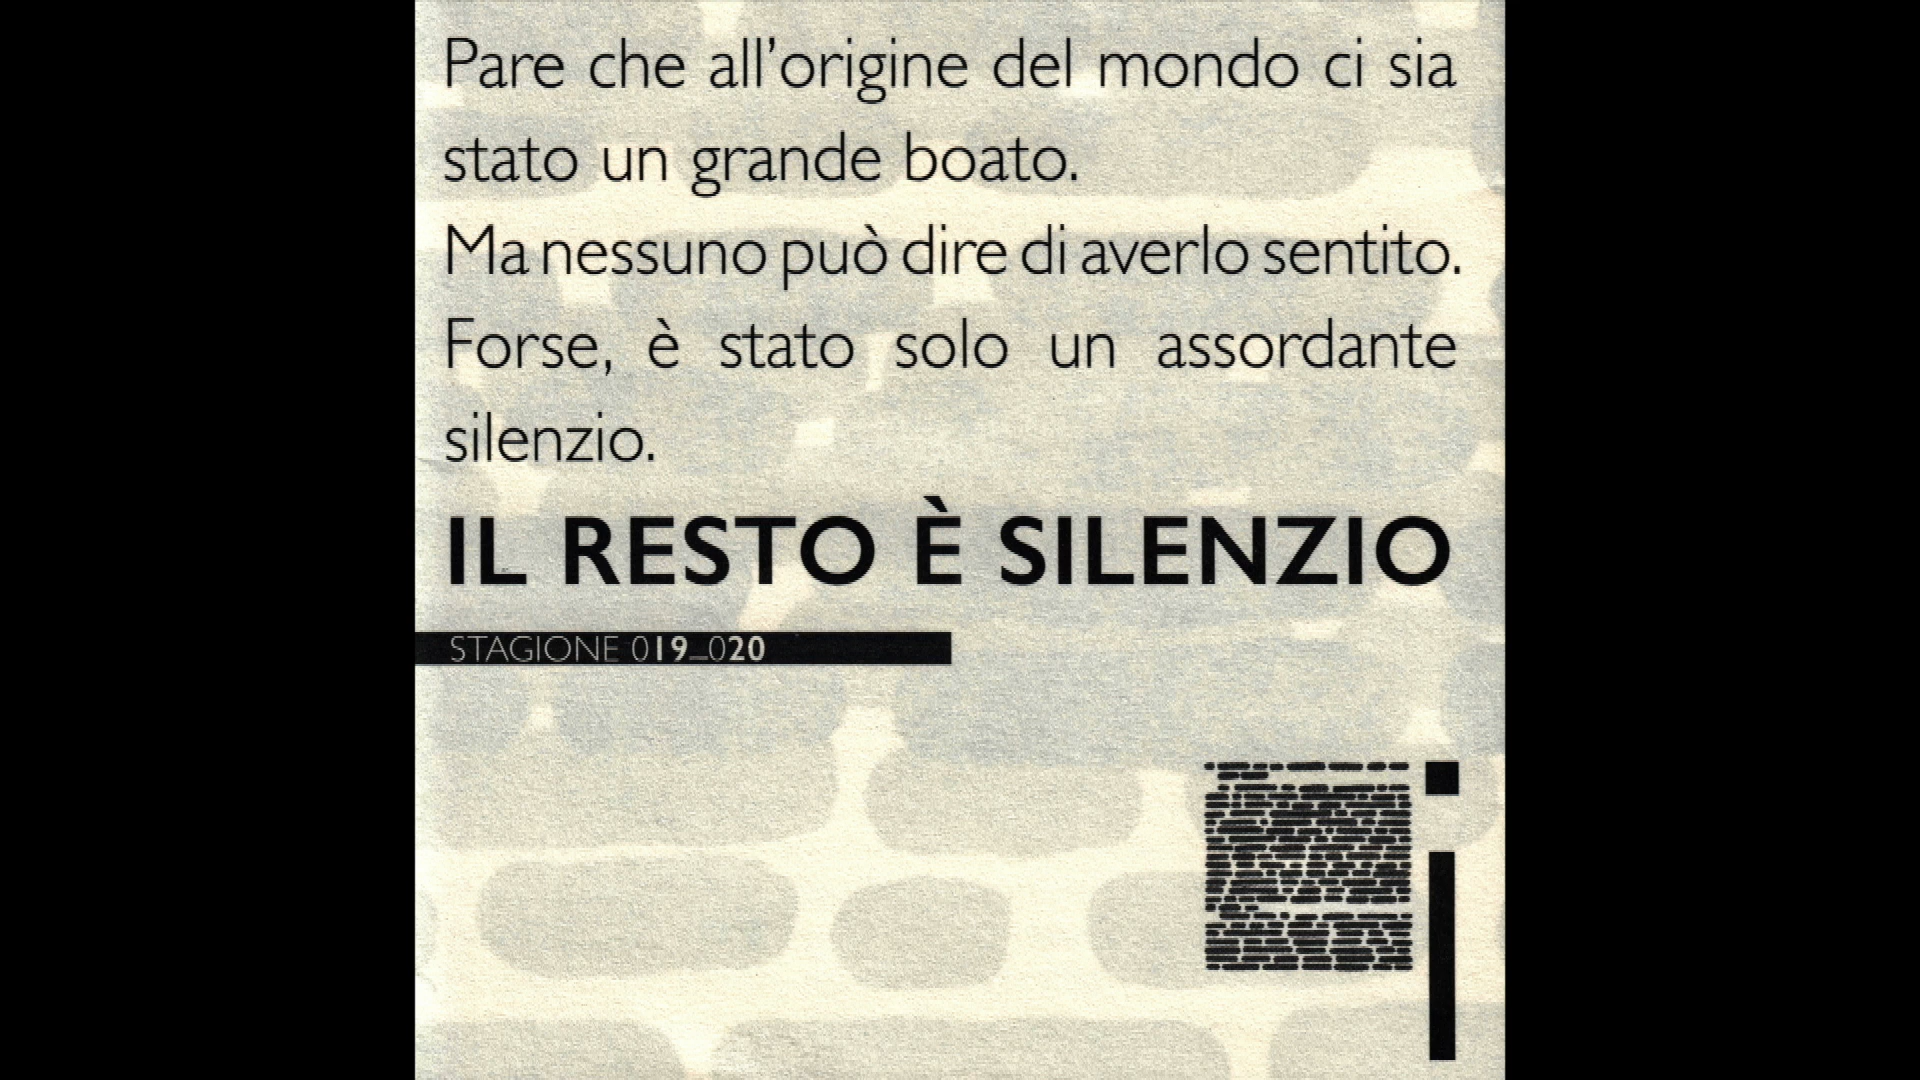 Pare che all'origine del mondo ci sia
stato un grande boato.
Ma nessuno può dire di averlo sentito.
Forse, è stato solo un assordante
silenzio.
IL RESTO È SILENZIO
STAGIONE 019_020
i